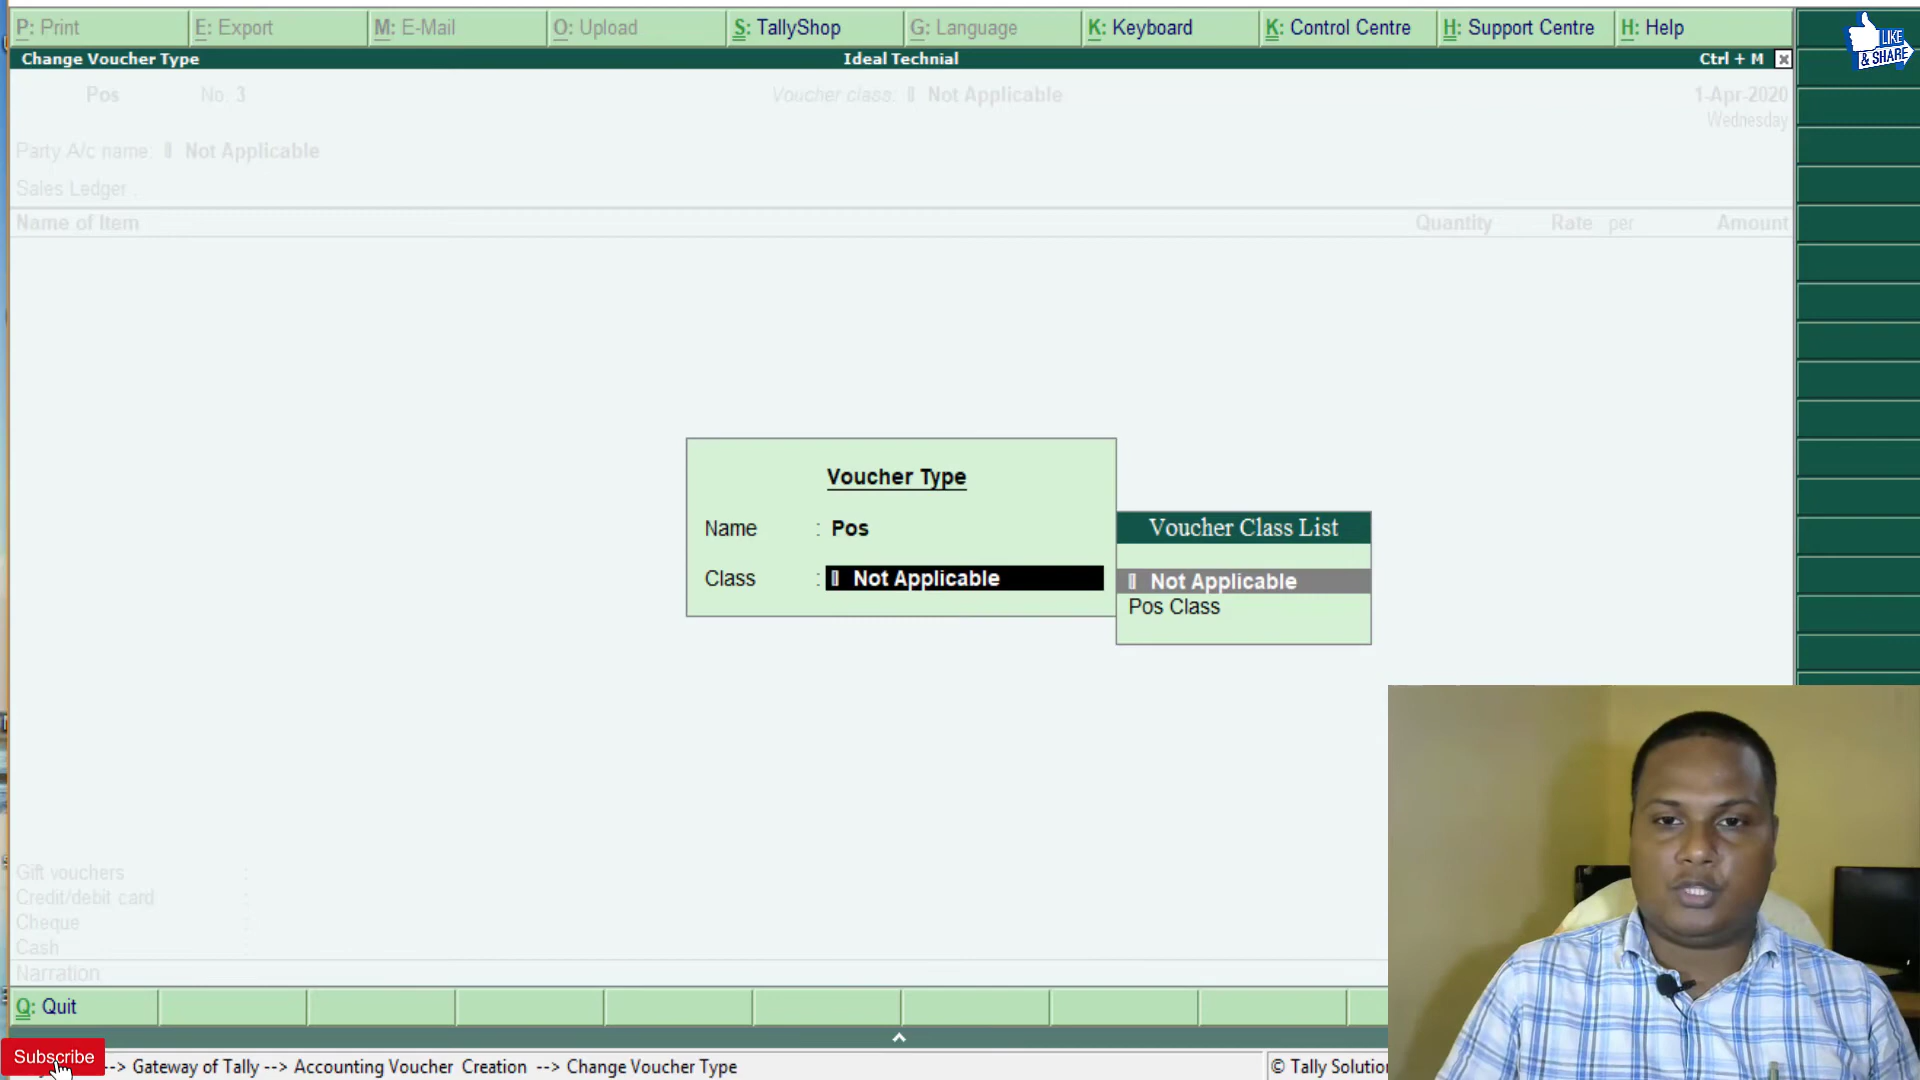 P: Print E: Export M: E-Mail O: Upload S: TallyShop G: Language K: Keyboard K: Control Centre H: Support Centre H: Help
LIKE
& SHARE
Change Voucher Type Ideal Technial Ctrl + M
Pos No. 3 Voucher class: Not Applicable 1-Apr-2020
Wednesday
Party A/c name: Not Applicable
Sales Ledger
Name of Item Quantity Rate per Amount
Voucher Type
Name : Pos
Class : Not Applicable
Voucher Class List
Not Applicable
Pos Class
Gift vouchers :
Credit/debit card :
Cheque :
Cash :
Narration
Q: Quit
Subscribe
--> Gateway of Tally --> Accounting Voucher Creation --> Change Voucher Type © Tally